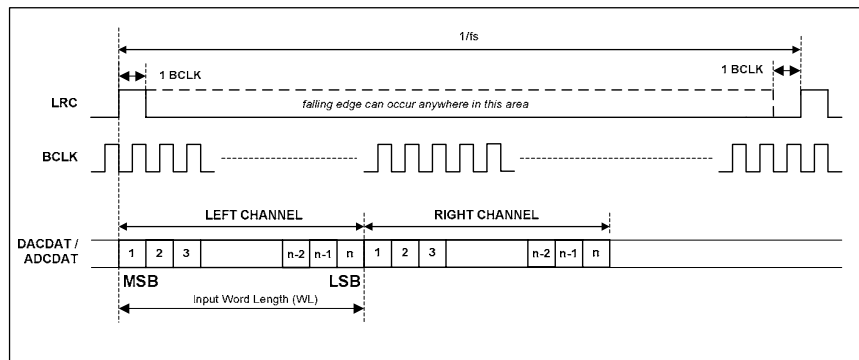 1/fs
1 BCLK
1 BCLK
LRC
falling edge can occur anywhere in this area
BCLK
LEFT CHANNEL
RIGHT CHANNEL
DACDAT /
ADCDAT
1 2 3 n-2 n-1 n 1 2 3 n-2 n-1 n
MSB
LSB
Input Word Length (WL)